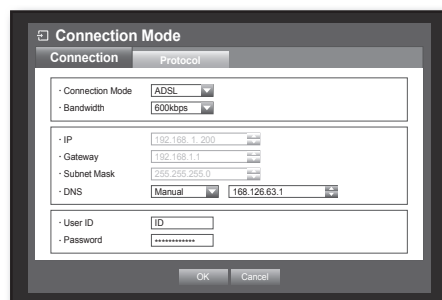 Connection Mode
Connection Protocol
· Connection Mode ADSL
· Bandwidth 600kbps
· IP 192.168. 1. 200
· Gateway 192.168.1.1
· Subnet Mask 255.255.255.0
· DNS Manual 168.126.63.1
· User ID ID
· Password ************
OK Cancel